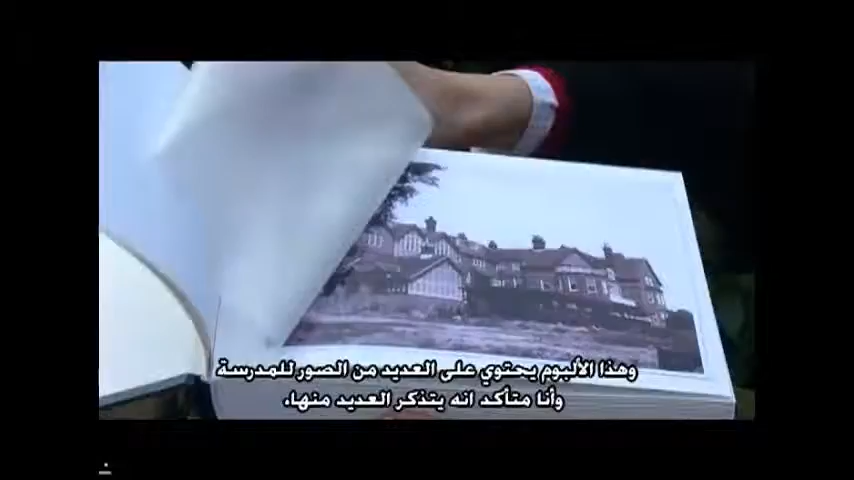 وهذا الألبوم يحتوي على العديد من الصور للمدرسة
وأنا متأكد انه يتذكر العديد منها.